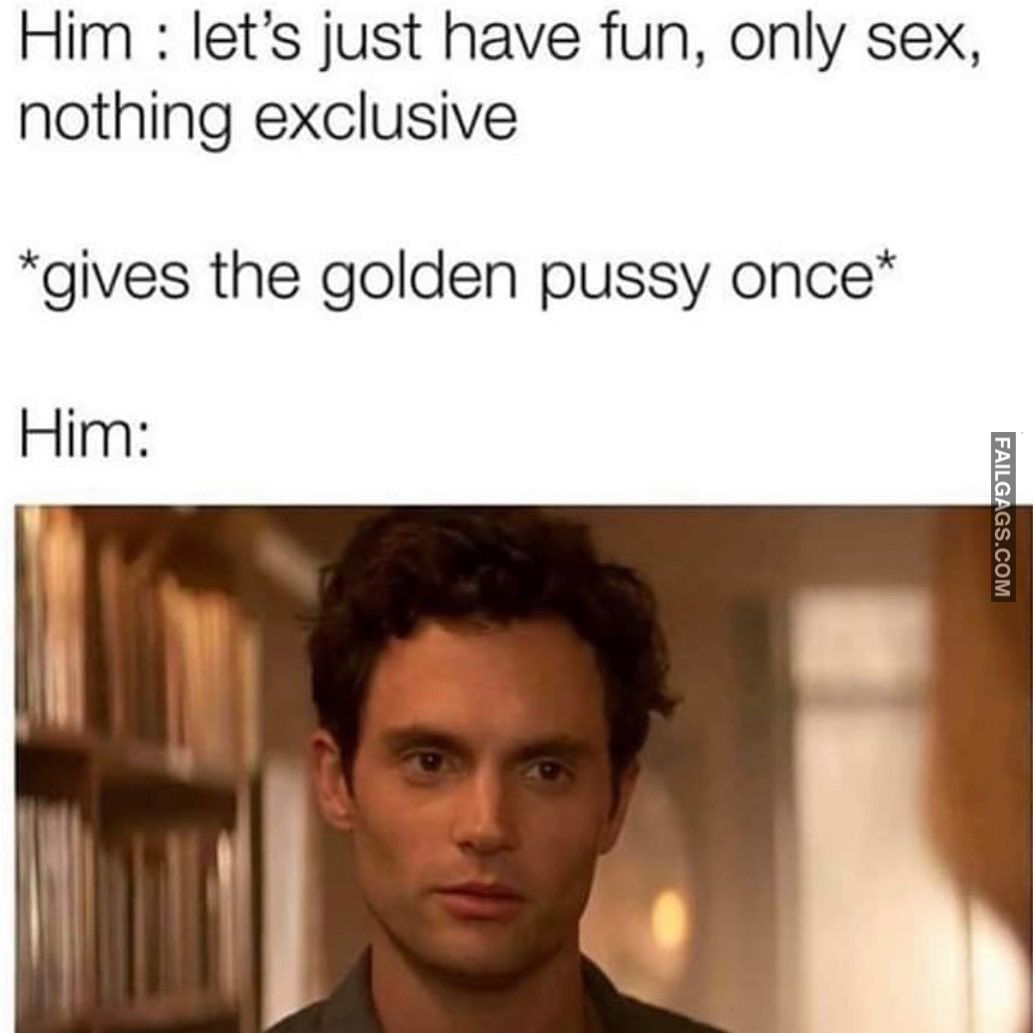 Him : let's just have fun, only sex,
nothing exclusive
*gives the golden pussy once*
Him:
FAILGAGS.COM